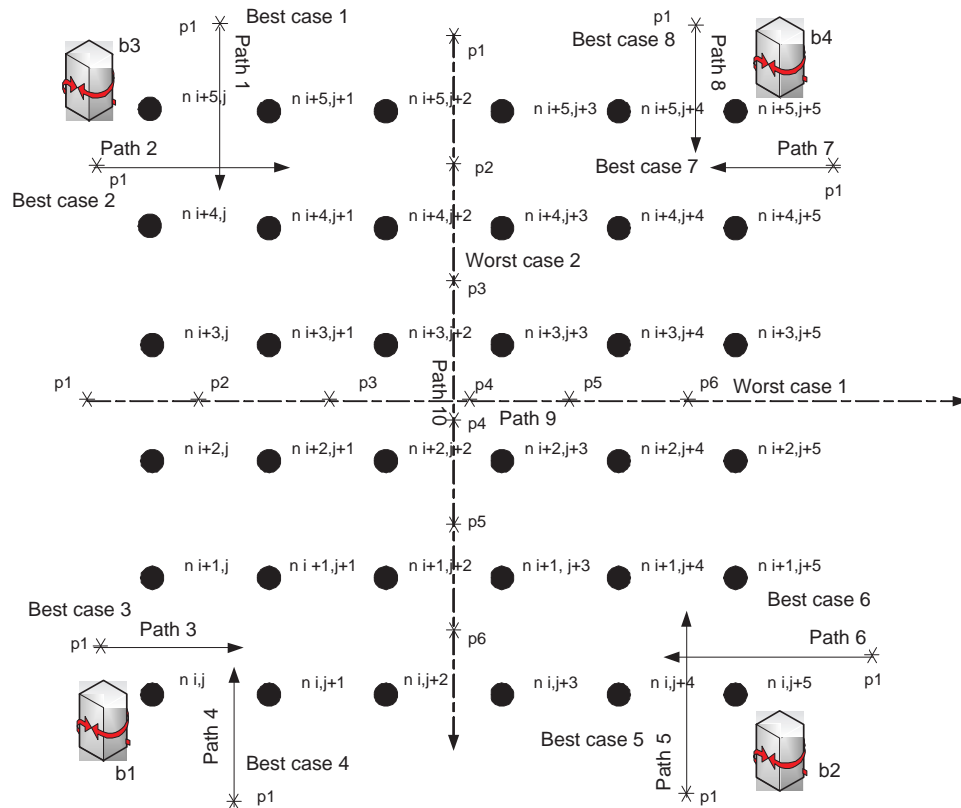 p1 Best case 1
b3
Path 1
p1
p1
Best case 8
Path 8
b4
n i+5,j n i+5,j+1 n i+5,j+2 n i+5,j+3 n i+5,j+4 n i+5,j+5
Path 2
p1
Best case 2
p2
Best case 7
Path 7
p1
n i+4,j n i+4,j+1 n i+4,j+2 n i+4,j+3 n i+4,j+4 n i+4,j+5
Worst case 2
p3
n i+3,j n i+3,j+1 n i+3,j+2 n i+3,j+3 n i+3,j+4 n i+3,j+5
Path 10
p1 p2 p3 p4 p5 p6 Worst case 1
p4
Path 9
n i+2,j n i+2,j+1 n i+2,j+2 n i+2,j+3 n i+2,j+4 n i+2,j+5
p5
n i+1,j n i +1,j+1 n i+1,j+2 n i+1, j+3 n i+1,j+4 n i+1,j+5
Best case 3
p1
Path 3
p6
Best case 6
Path 6
p1
n i,j n i,j+1 n i,j+2 n i,j+3 n i,j+4 n i,j+5
b1
Path 4
Best case 4
p1
Best case 5
Path 5
p1
b2